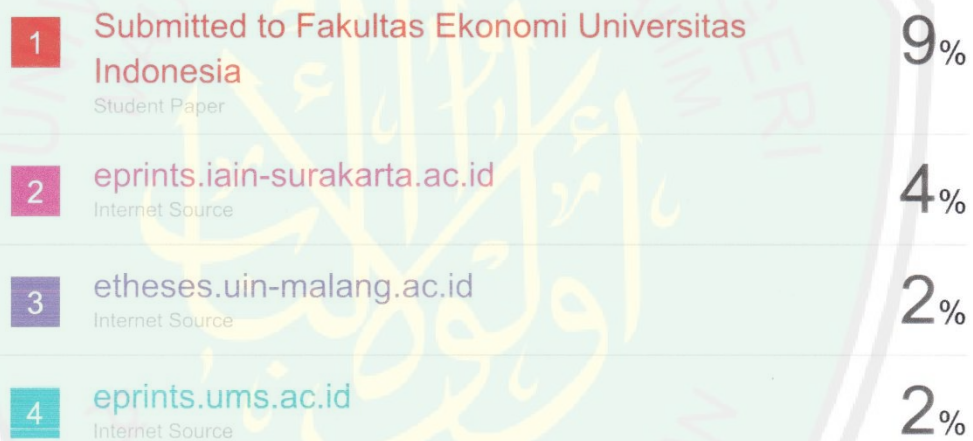 1
Submitted to Fakultas Ekonomi Universitas
Indonesia
Student Paper
9%
2
eprints.iain-surakarta.ac.id
Internet Source
4%
3
etheses.uin-malang.ac.id
Internet Source
2%
4
eprints.ums.ac.id
Internet Source
2%